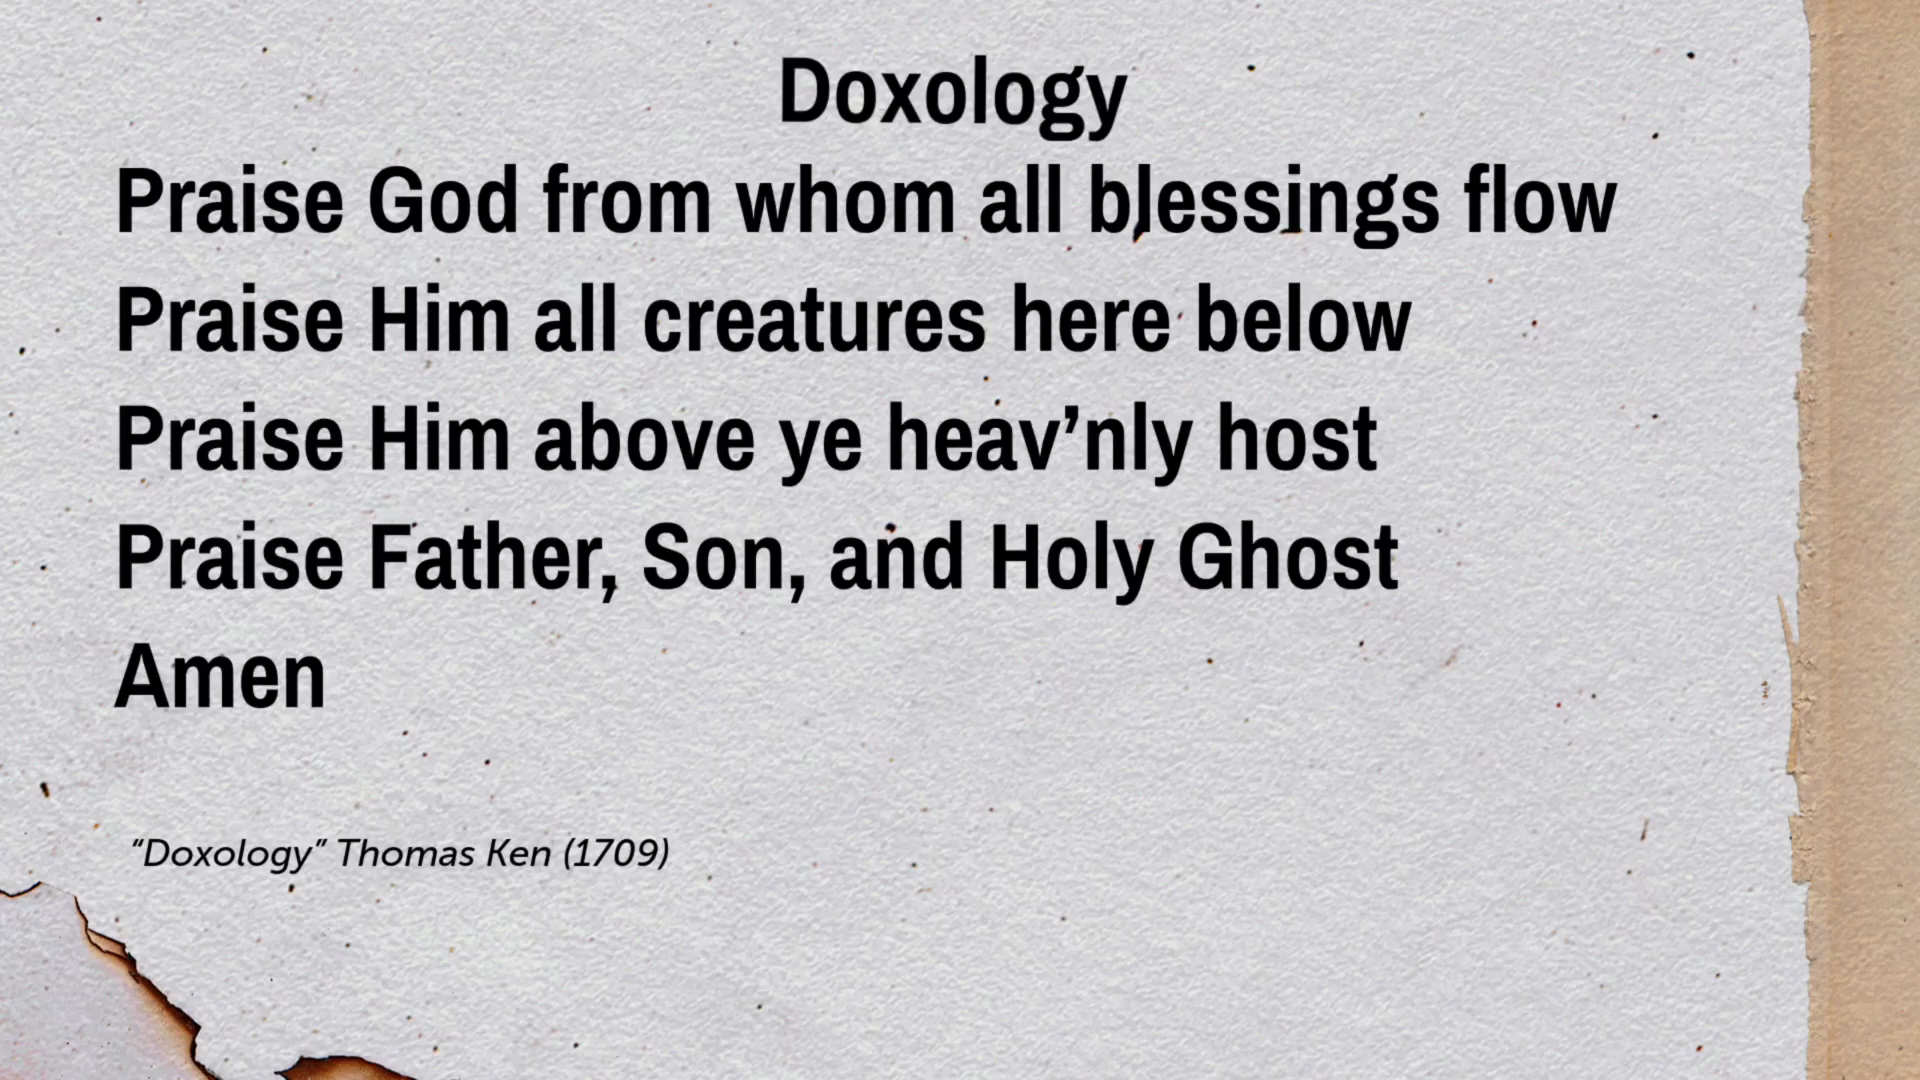 Doxology
Praise God from whom all blessings flow
Praise Him all creatures here below
Praise Him above ye heav’nly host
Praise Father, Son, and Holy Ghost
Amen
“Doxology” Thomas Ken (1709)